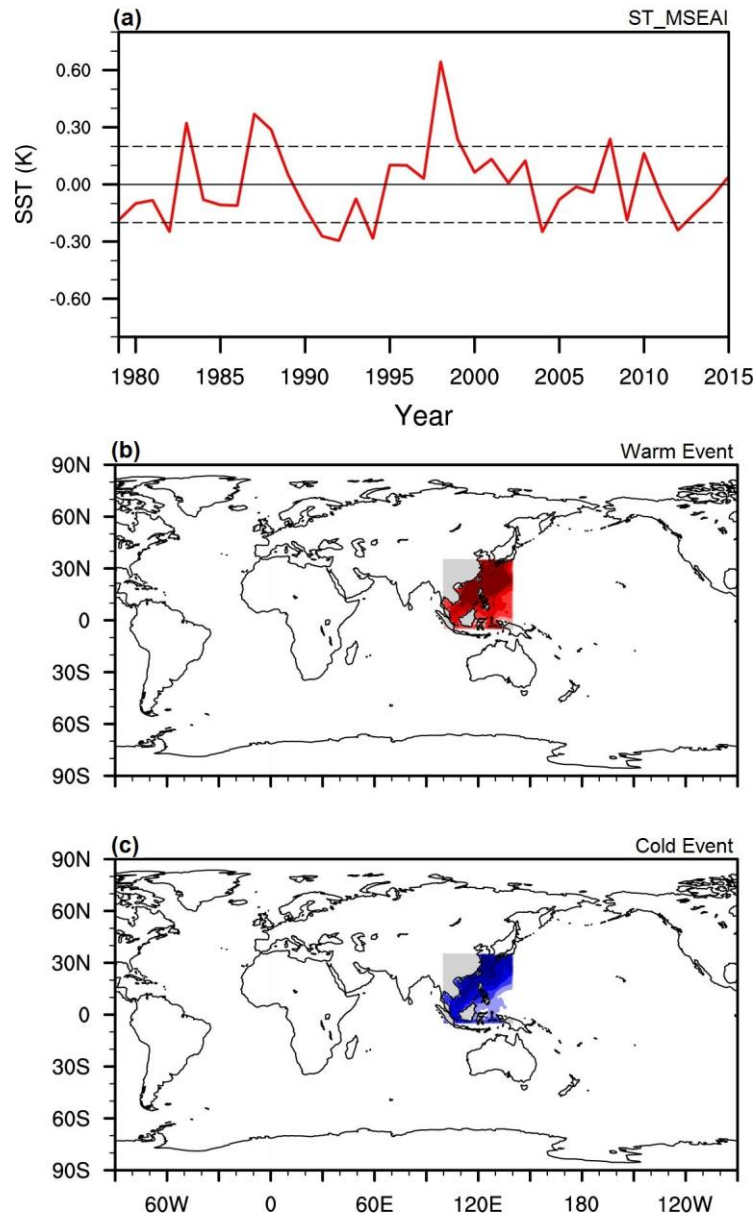 (a) ST_MSEAI
0.60
0.30
0.00
-0.30
-0.60
SST (K)
1980 1985 1990 1995 2000 2005 2010 2015
Year
(b) Warm Event
90N
60N
30N
0
30S
60S
90S
(c) Cold Event
90N
60N
30N
0
30S
60S
90S
60W 0 60E 120E 180 120W